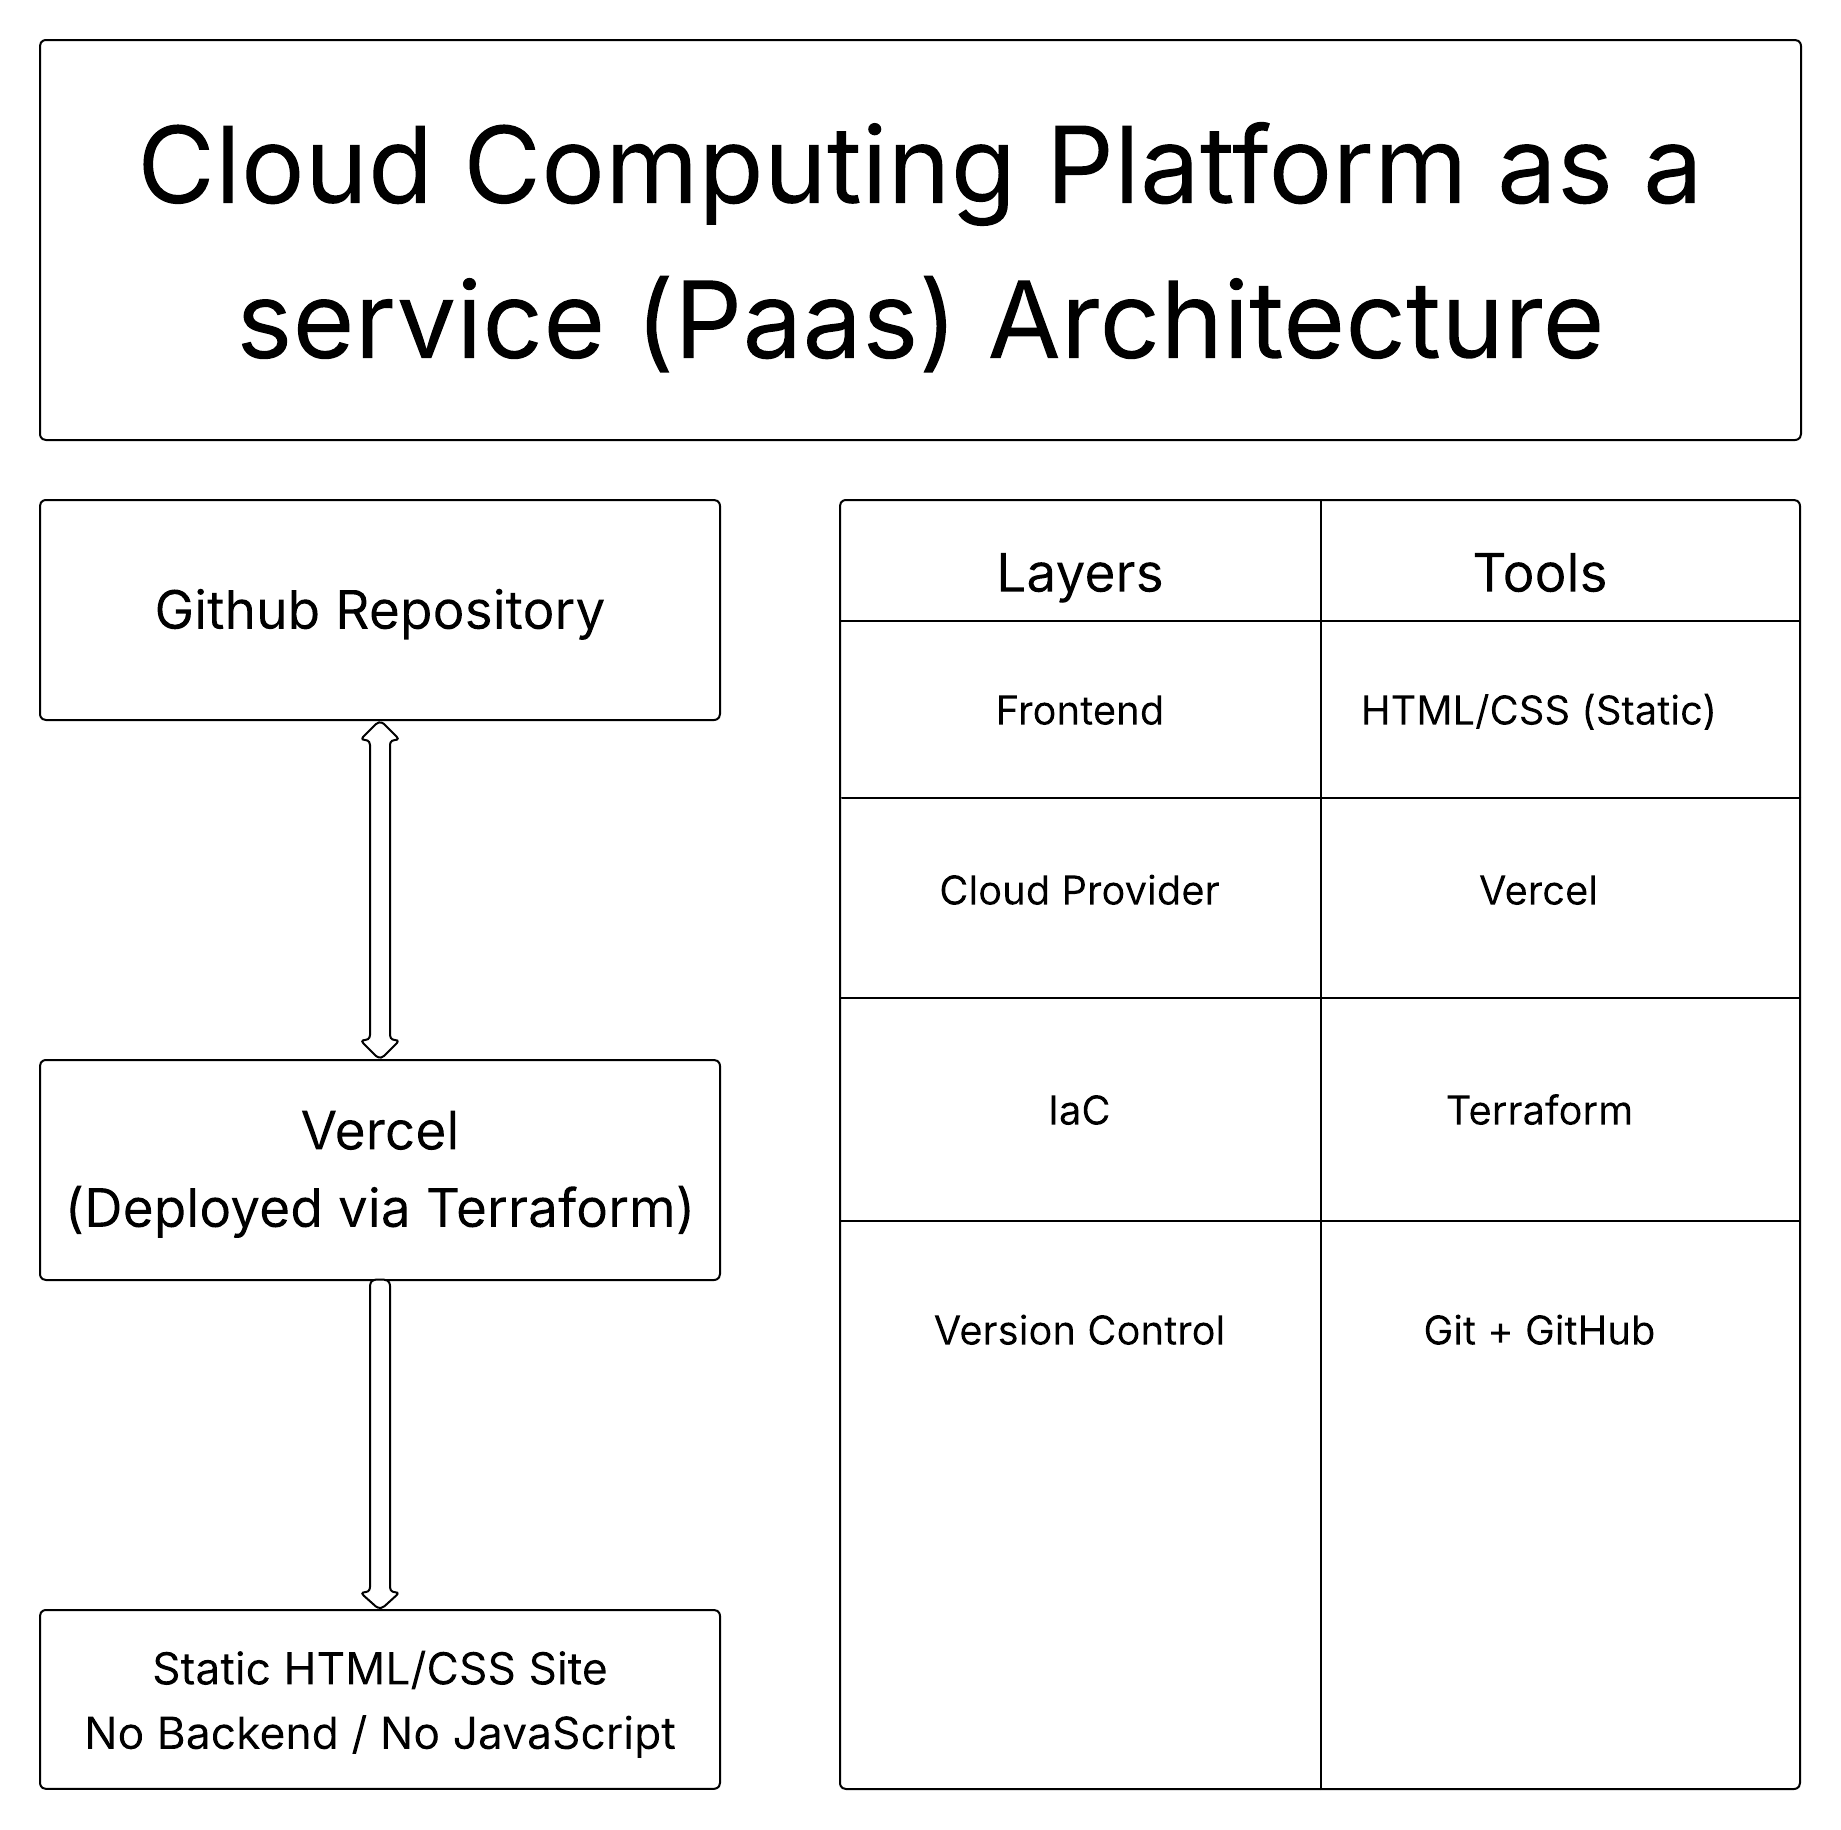 Cloud Computing Platform as a
service (Paas) Architecture
Github Repository
Vercel
(Deployed via Terraform)
Static HTML/CSS Site
No Backend / No JavaScript
Layers Tools
Frontend HTML/CSS (Static)
Cloud Provider Vercel
IaC Terraform
Version Control Git + GitHub